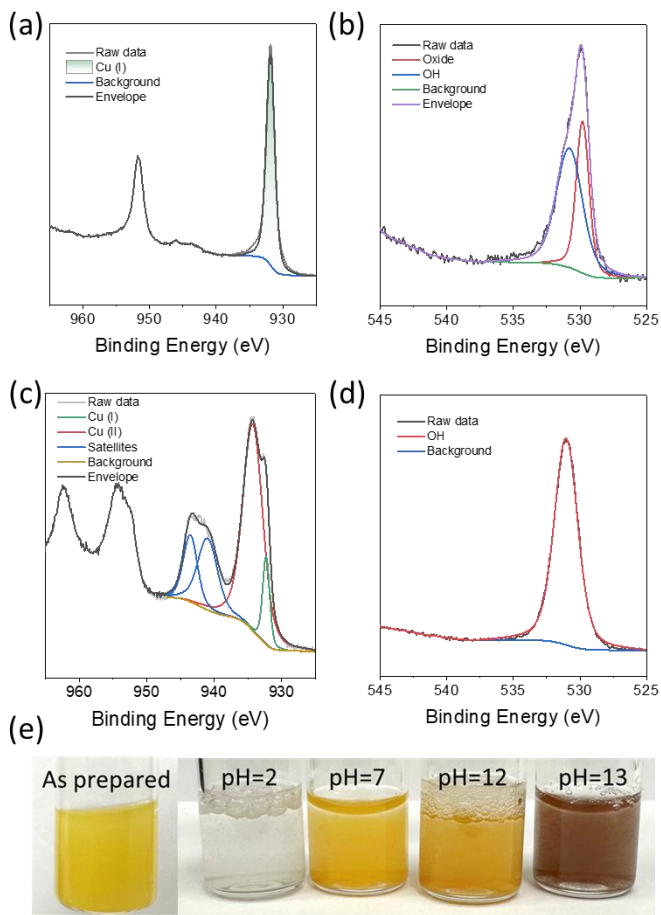 (a)
Raw data
Cu (I)
Background
Envelope
960 950 940 930
Binding Energy (eV)
(b)
Raw data
Oxide
OH
Background
Envelope
545 540 535 530 525
Binding Energy (eV)
(c)
Raw data
Cu (I)
Cu (II)
Satellites
Background
Envelope
960 950 940 930
Binding Energy (eV)
(d)
Raw data
OH
Background
545 540 535 530 525
Binding Energy (eV)
(e)
As prepared pH=2 pH=7 pH=12 pH=13